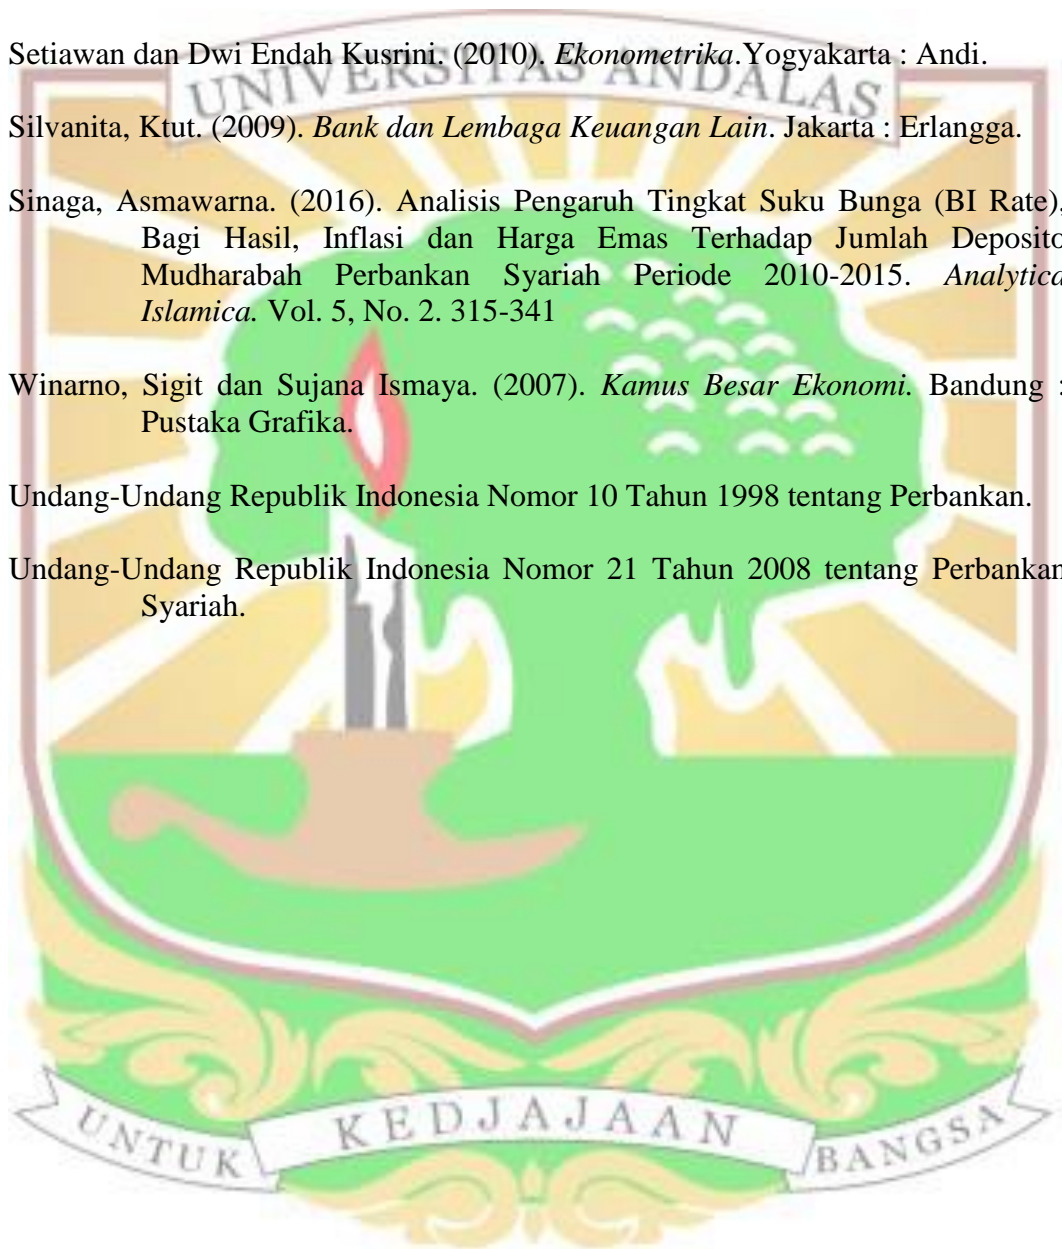 Setiawan dan Dwi Endah Kusrini. (2010). Ekonometrika.Yogyakarta : Andi.
UNIVERSITAS ANDALAS
Silvanita, Ktut. (2009). Bank dan Lembaga Keuangan Lain. Jakarta : Erlangga.
Sinaga, Asmawarna. (2016). Analisis Pengaruh Tingkat Suku Bunga (BI Rate),
Bagi Hasil, Inflasi dan Harga Emas Terhadap Jumlah Deposito
Mudharabah Perbankan Syariah Periode 2010-2015. Analytica
Islamica. Vol. 5, No. 2. 315-341
Winarno, Sigit dan Sujana Ismaya. (2007). Kamus Besar Ekonomi. Bandung :
Pustaka Grafika.
Undang-Undang Republik Indonesia Nomor 10 Tahun 1998 tentang Perbankan.
Undang-Undang Republik Indonesia Nomor 21 Tahun 2008 tentang Perbankan
Syariah.
UNTUK KEDJAJAAN BANGSA